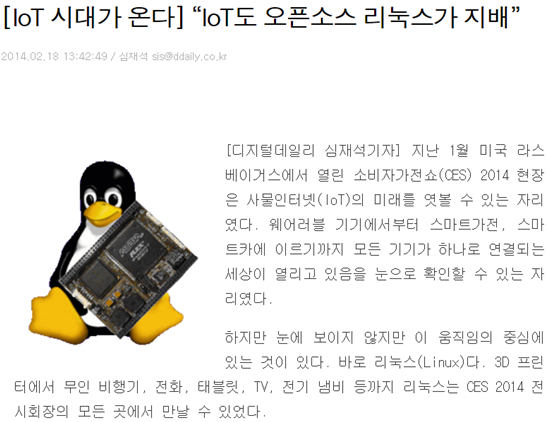 [IoT 시대가 온다] “IoT도 오픈소스 리눅스가 지배”
2014.02.18 13:42:49 / 심재석 sis@ddaily.co.kr
[디지털데일리 심재석기자] 지난 1월 미국 라스
베이거스에서 열린 소비자가전쇼(CES) 2014 현장
은 사물인터넷(IoT)의 미래를 엿볼 수 있는 자리
였다. 웨어러블 기기에서부터 스마트가전, 스마
트카에 이르기까지 모든 기기가 하나로 연결되는
세상이 열리고 있음을 눈으로 확인할 수 있는 자
리였다.
하지만 눈에 보이지 않지만 이 움직임의 중심에
있는 것이 있다. 바로 리눅스(Linux)다. 3D 프린
터에서 무인 비행기, 전화, 태블릿, TV, 전기 냄비 등까지 리눅스는 CES 2014 전
시회장의 모든 곳에서 만날 수 있었다.